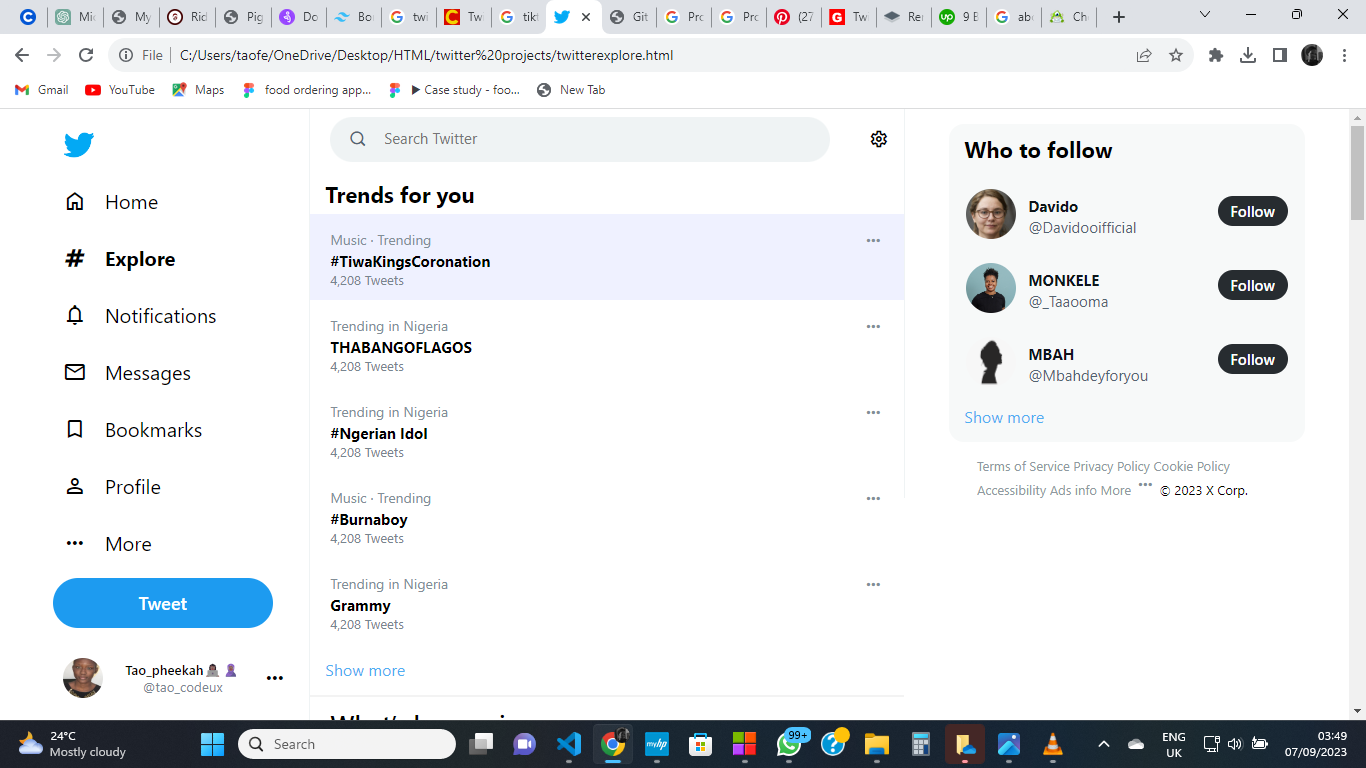 Mic
My
Rid
Pig
Do
Bo
twi
Tw
tikt
Git
Pro
Pro
(27
Tw
Re
9 B
abo
Ch
File
C:/Users/taofe/OneDrive/Desktop/HTML/twitter%20projects/twitterexplore.html
Gmail
YouTube
Maps
food ordering app...
▶ Case study - foo...
New Tab
Home
Explore
Notifications
Messages
Bookmarks
Profile
More
Tweet
Tao_pheekah
@tao_codeux
Search Twitter
Trends for you
Music · Trending
#TiwaKingsCoronation
4,208 Tweets
Trending in Nigeria
THABANGOFLAGOS
4,208 Tweets
Trending in Nigeria
#Ngerian Idol
4,208 Tweets
Music · Trending
#Burnaboy
4,208 Tweets
Trending in Nigeria
Grammy
4,208 Tweets
Show more
Who to follow
Davido
@Davidooifficial
Follow
MONKELE
@_Taaooma
Follow
MBAH
@Mbahdeyforyou
Follow
Show more
Terms of Service Privacy Policy Cookie Policy
Accessibility Ads info More ··· © 2023 X Corp.
24°C
Mostly cloudy
Search
myhp
99+
ENG
UK
03:49
07/09/2023